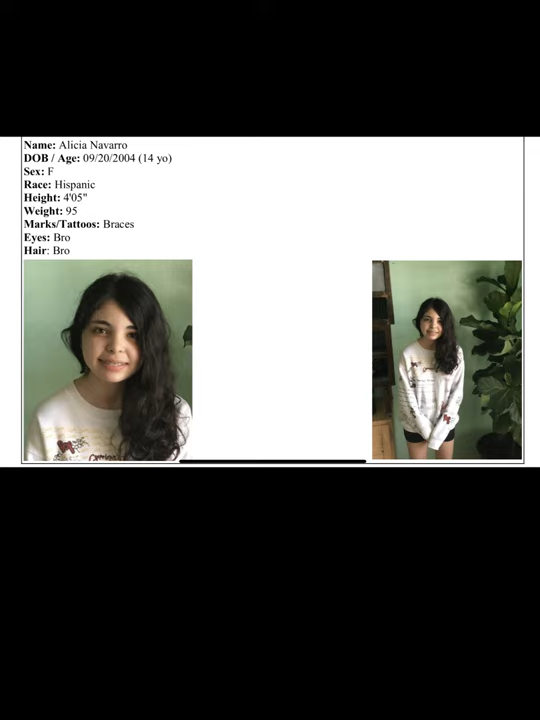 Name: Alicia Navarro
DOB / Age: 09/20/2004 (14 yo)
Sex: F
Race: Hispanic
Height: 4'05"
Weight: 95
Marks/Tattoos: Braces
Eyes: Bro
Hair: Bro